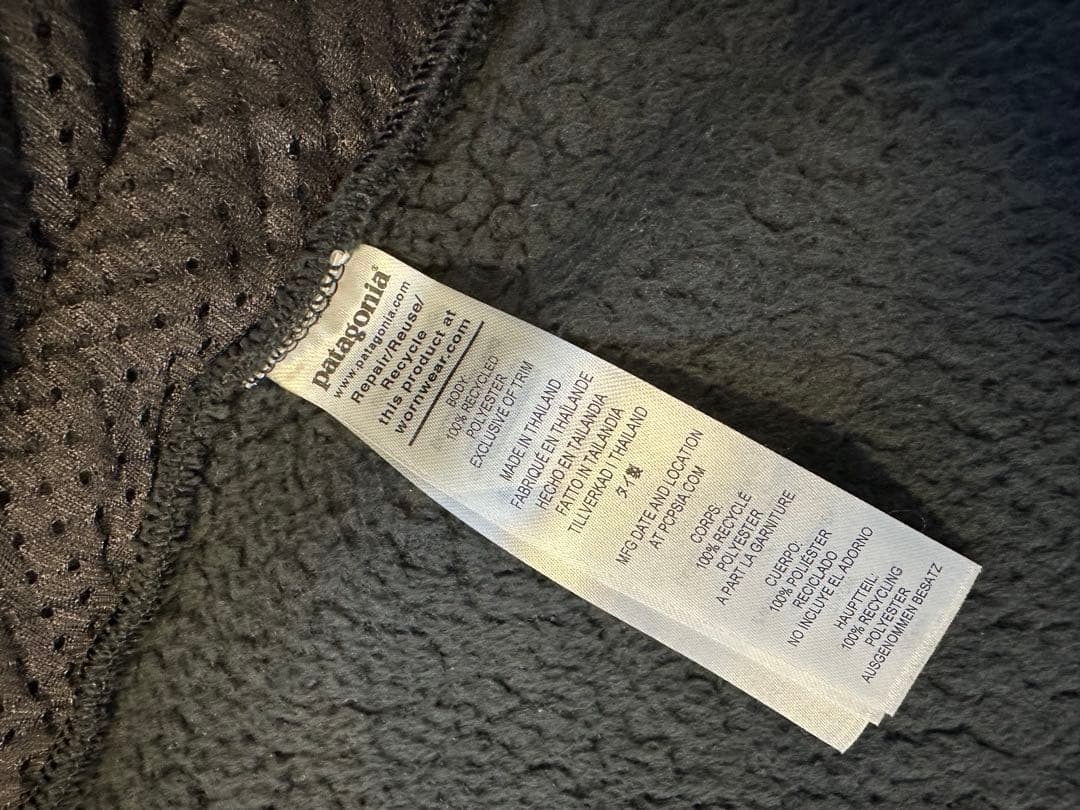 patagonia®
www.patagonia.com
Repair/Reuse/
Recycle
this product at
wornwear.com
BODY:
100% RECYCLED
POLYESTER
EXCLUSIVE OF TRIM
MADE IN THAILAND
FABRIQUÉ EN THAÏLANDE
HECHO EN TAILANDIA
FATTO IN TAILANDIA
TILLVERKAD I THAILAND
タイ製
MFG DATE AND LOCATION
AT PCPSIA.COM
CORPS:
100% RECYCLÉ
POLYESTER
A PART LA GARNITURE
CUERPO:
100% POLIÉSTER
RECICLADO
NO INCLUYE EL ADORNO
HAUPTTEIL:
100% RECYCLING
POLYESTER
AUSGENOMMEN BESATZ